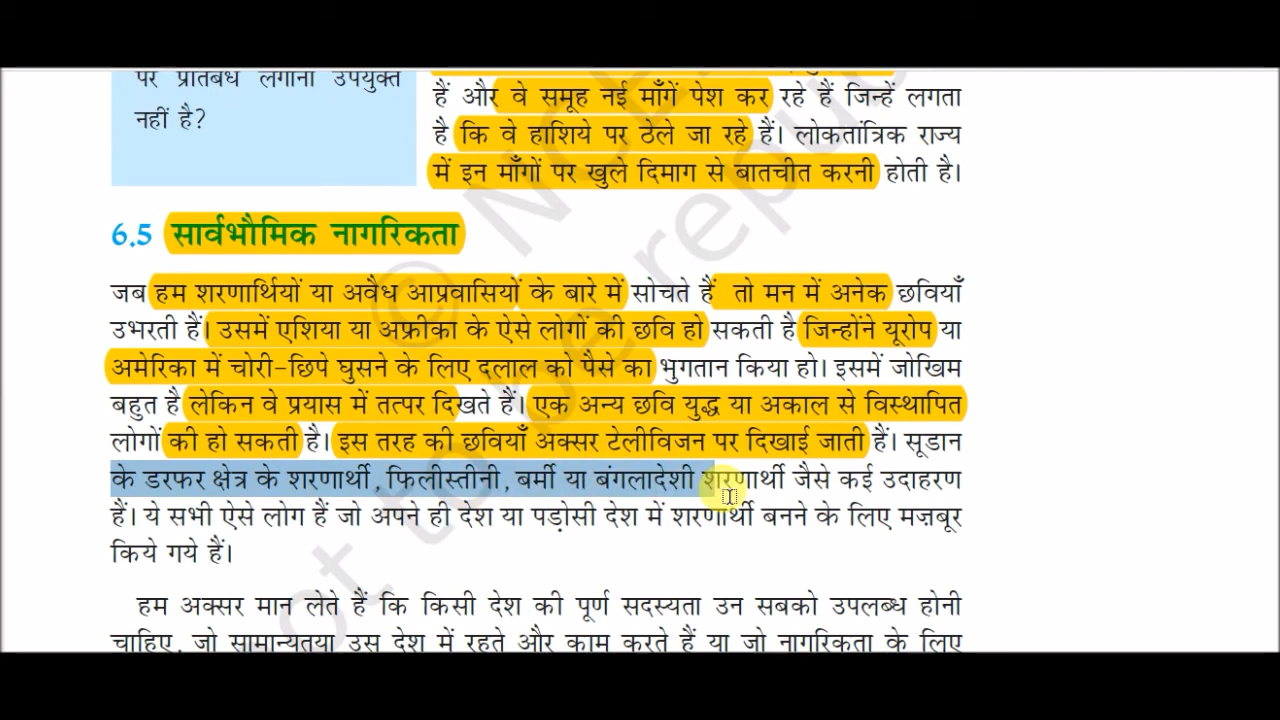 पर प्रतिबंध लगाना उपयुक्त
नहीं है?
हैं और वे समूह नई माँगें पेश कर रहे हैं जिन्हें लगता
है कि वे हाशिये पर ठेले जा रहे हैं। लोकतांत्रिक राज्य
में इन माँगों पर खुले दिमाग से बातचीत करनी होती है।
6.5 सार्वभौमिक नागरिकता
जब हम शरणार्थियों या अवैध आप्रवासियों के बारे में सोचते हैं तो मन में अनेक छवियाँ
उभरती हैं। उसमें एशिया या अफ्रीका के ऐसे लोगों की छवि हो सकती है जिन्होंने यूरोप या
अमेरिका में चोरी-छिपे घुसने के लिए दलाल को पैसे का भुगतान किया हो। इसमें जोखिम
बहुत है लेकिन वे प्रयास में तत्पर दिखते हैं। एक अन्य छवि युद्ध या अकाल से विस्थापित
लोगों की हो सकती है। इस तरह की छवियाँ अक्सर टेलीविजन पर दिखाई जाती हैं। सूडान
के डरफर क्षेत्र के शरणार्थी, फिलीस्तीनी, बर्मी या बंगलादेशी शरणार्थी जैसे कई उदाहरण
हैं। ये सभी ऐसे लोग हैं जो अपने ही देश या पड़ोसी देश में शरणार्थी बनने के लिए मज़बूर
किये गये हैं।
हम अक्सर मान लेते हैं कि किसी देश की पूर्ण सदस्यता उन सबको उपलब्ध होनी
चाहिए, जो सामान्यतया उस देश में रहते और काम करते हैं या जो नागरिकता के लिए